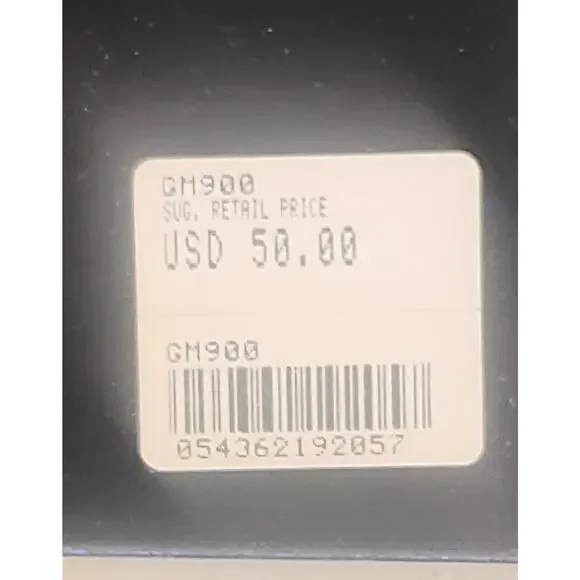 GM900
SUG. RETAIL PRICE
USD 50.00
GM900
054362192057